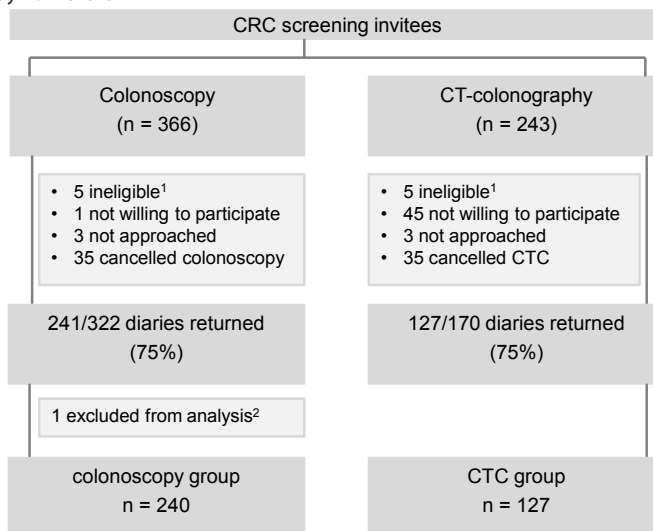 CRC screening invitees
Colonoscopy
(n = 366)
• 5 ineligible¹
• 1 not willing to participate
• 3 not approached
• 35 cancelled colonoscopy
241/322 diaries returned
(75%)
1 excluded from analysis²
colonoscopy group
n = 240
CT-colonography
(n = 243)
• 5 ineligible¹
• 45 not willing to participate
• 3 not approached
• 35 cancelled CTC
127/170 diaries returned
(75%)
CTC group
n = 127